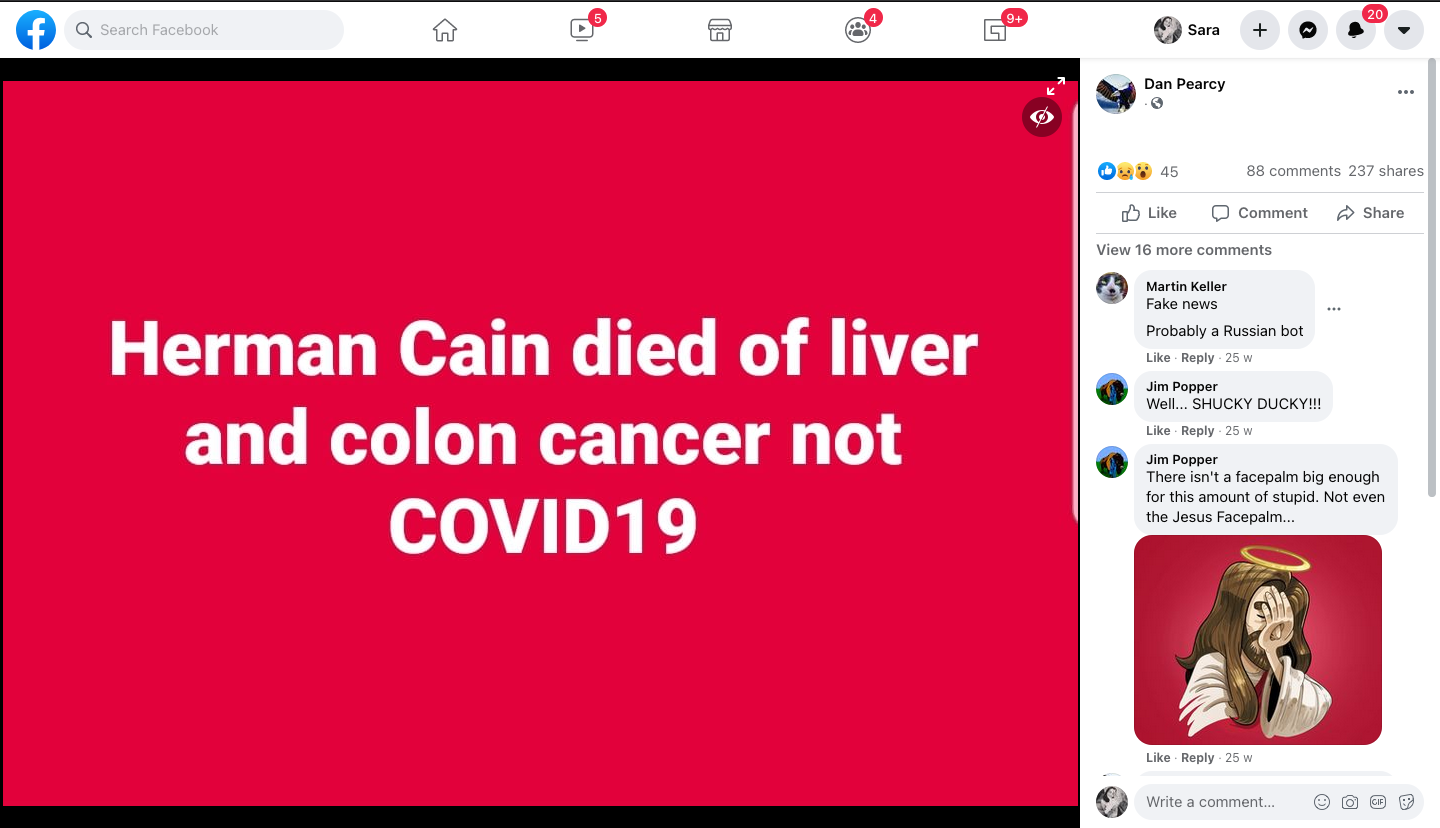 Search Facebook
5
4
9+
Sara
20
Herman Cain died of liver
and colon cancer not
COVID19
Dan Pearcy
45
88 comments 237 shares
Like Comment Share
View 16 more comments
Martin Keller
Fake news
Probably a Russian bot
Like · Reply · 25 w
Jim Popper
Well... SHUCKY DUCKY!!!
Like · Reply · 25 w
Jim Popper
There isn't a facepalm big enough
for this amount of stupid. Not even
the Jesus Facepalm...
Like · Reply · 25 w
Write a comment...
GIF